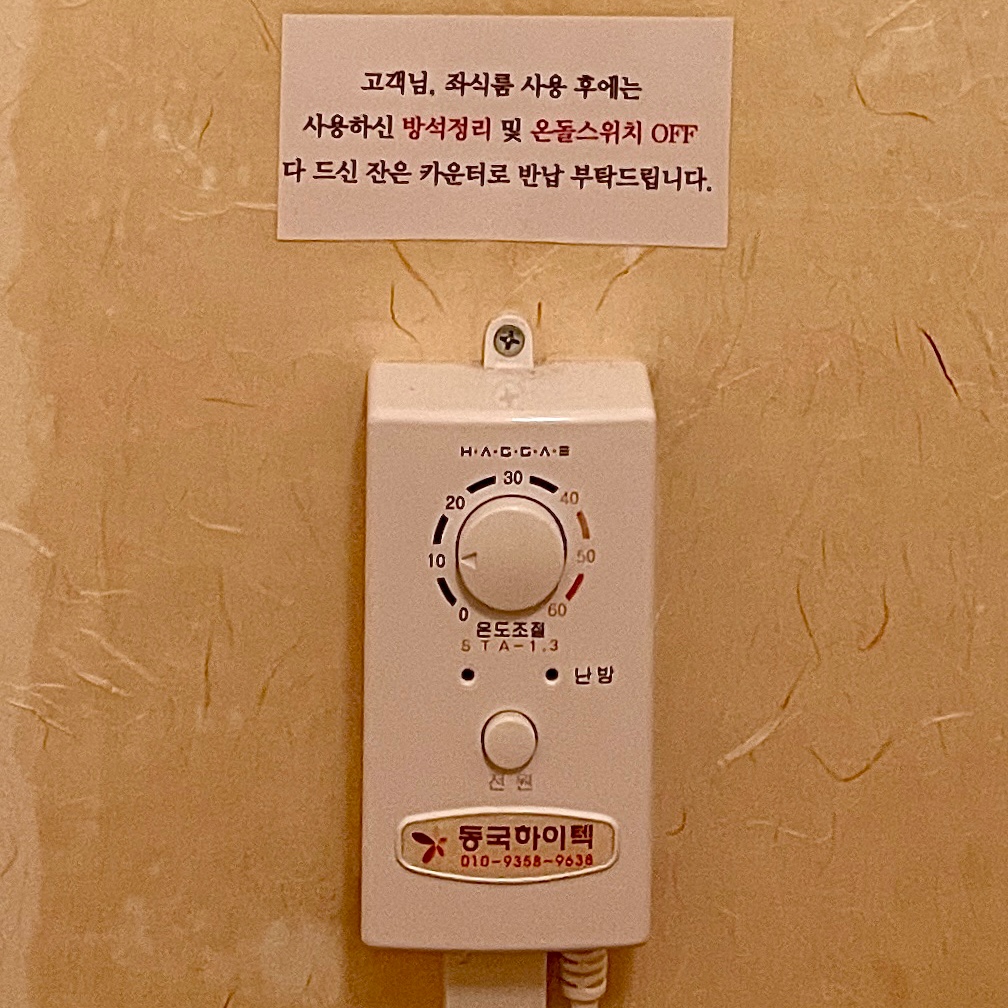 고객님, 좌식룸 사용 후에는
사용하신 방석정리 및 온돌스위치 OFF
다 드신 잔은 카운터로 반납 부탁드립니다.
H·A·G·G·A·E
30
20
40
10
50
0
60
온도조절
STA-1.3
난방
전원
동국하이텍
010-9358-9638